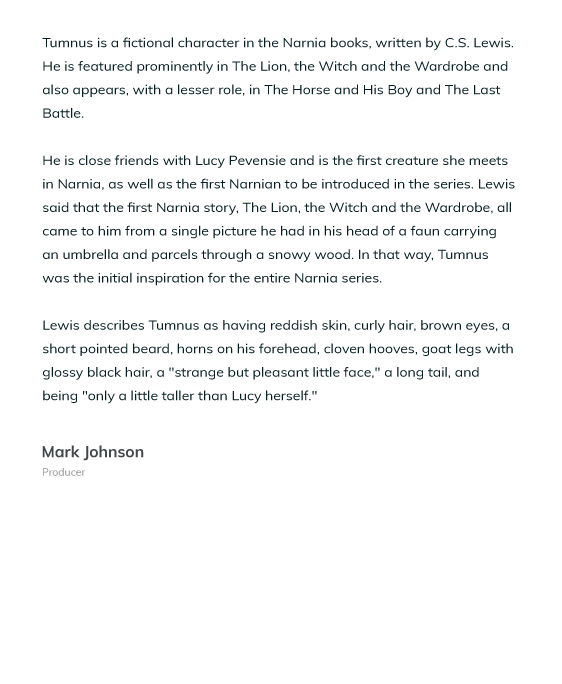 Tumnus is a fictional character in the Narnia books, written by C.S. Lewis.
He is featured prominently in The Lion, the Witch and the Wardrobe and
also appears, with a lesser role, in The Horse and His Boy and The Last
Battle.
He is close friends with Lucy Pevensie and is the first creature she meets
in Narnia, as well as the first Narnian to be introduced in the series. Lewis
said that the first Narnia story, The Lion, the Witch and the Wardrobe, all
came to him from a single picture he had in his head of a faun carrying
an umbrella and parcels through a snowy wood. In that way, Tumnus
was the initial inspiration for the entire Narnia series.
Lewis describes Tumnus as having reddish skin, curly hair, brown eyes, a
short pointed beard, horns on his forehead, cloven hooves, goat legs with
glossy black hair, a "strange but pleasant little face," a long tail, and
being "only a little taller than Lucy herself."
Mark Johnson
Producer